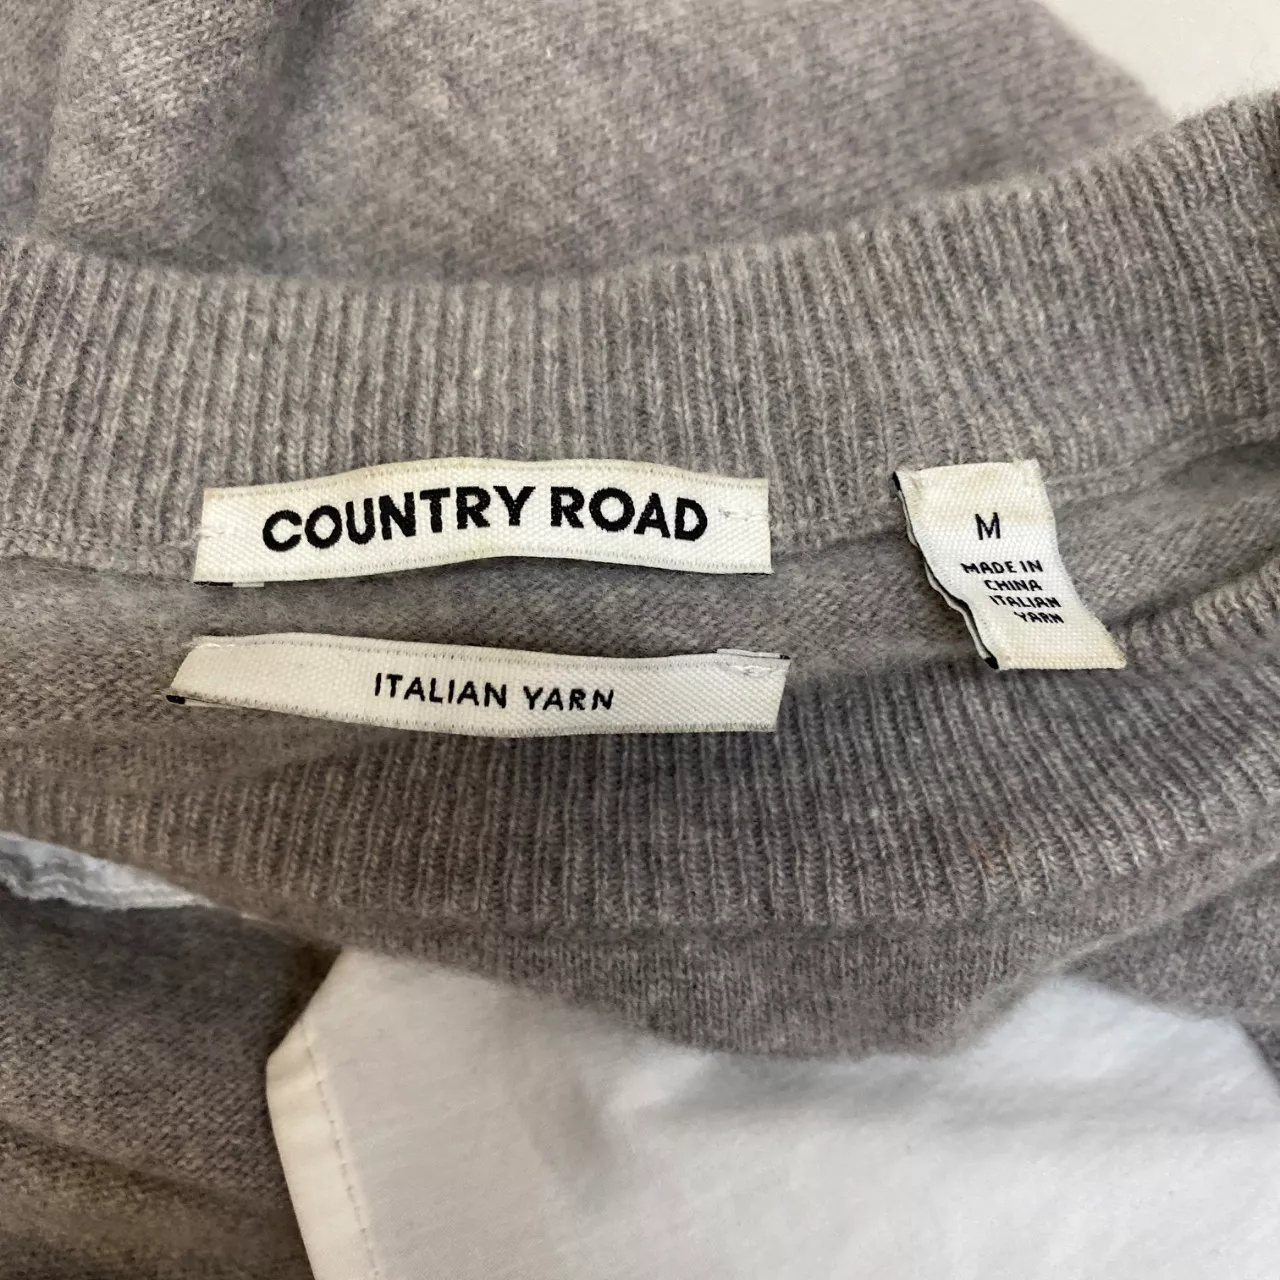 COUNTRY ROAD
M
MADE IN
CHINA
ITALIAN
YARN
ITALIAN YARN